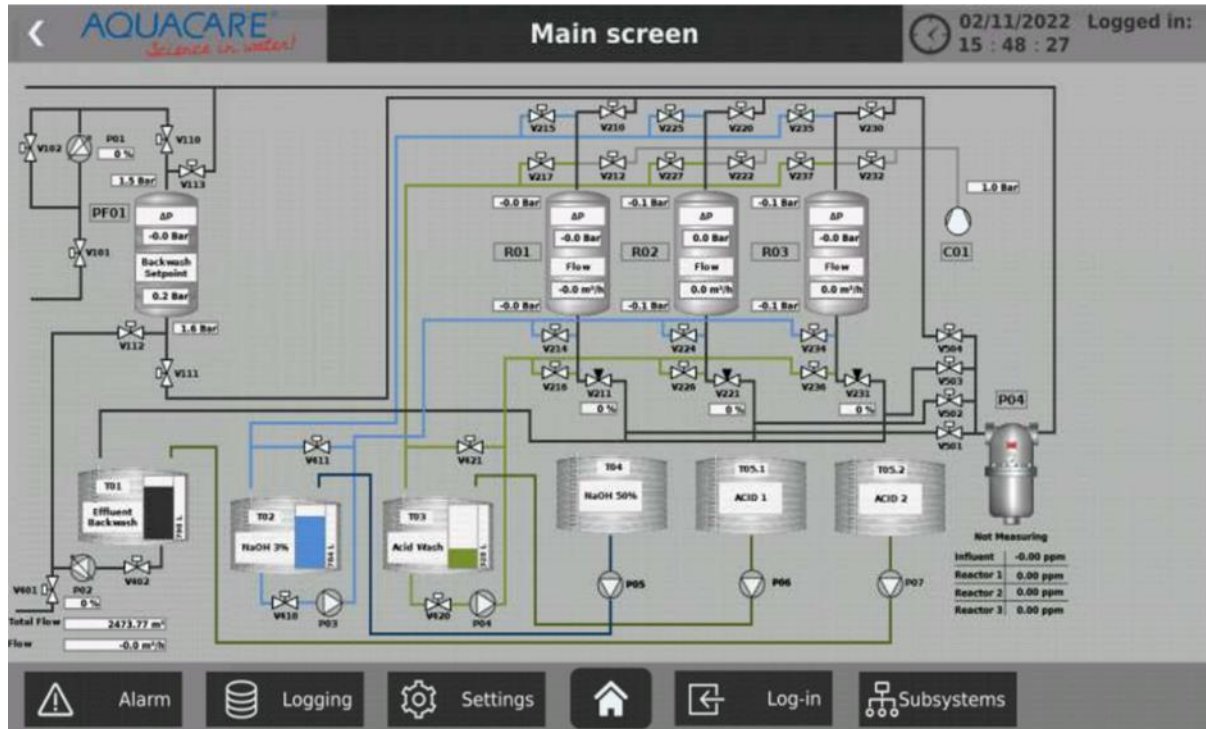 AQUACARE
Science in water!
Main screen
02/11/2022
15 : 48 : 27
Logged in:
V102
P01
0 %
V110
V113
1.5 Bar
PF01
ΔP
-0.0 Bar
Backwash
Setpoint
0.2 Bar
V101
1.6 Bar
V112
V111
V215
V210
V225
V220
V235
V230
V217
V212
V227
V222
V237
V232
-0.0 Bar
-0.1 Bar
-0.1 Bar
1.0 Bar
R01
ΔP
-0.0 Bar
Flow
-0.0 m³/h
R02
ΔP
0.0 Bar
Flow
0.0 m³/h
R03
ΔP
-0.0 Bar
Flow
0.0 m³/h
C01
-0.0 Bar
-0.1 Bar
-0.1 Bar
V214
V224
V234
V216
V226
V236
V211
V221
V231
0 %
0 %
0 %
V504
V503
V502
V501
P04
V411
V421
T01
Effluent
Backwash
T02
NaOH 3%
T03
Acid Wash
T04
NaOH 50%
T05.1
ACID 1
T05.2
ACID 2
V401
P02
0 %
V402
V410
P03
V420
P04
P05
P06
P07
Total Flow
2473.77 m³
Flow
-0.0 m³/h
Not Measuring
Influent -0.00 ppm
Reactor 1 0.00 ppm
Reactor 2 0.00 ppm
Reactor 3 0.00 ppm
Alarm
Logging
Settings
Log-in
Subsystems